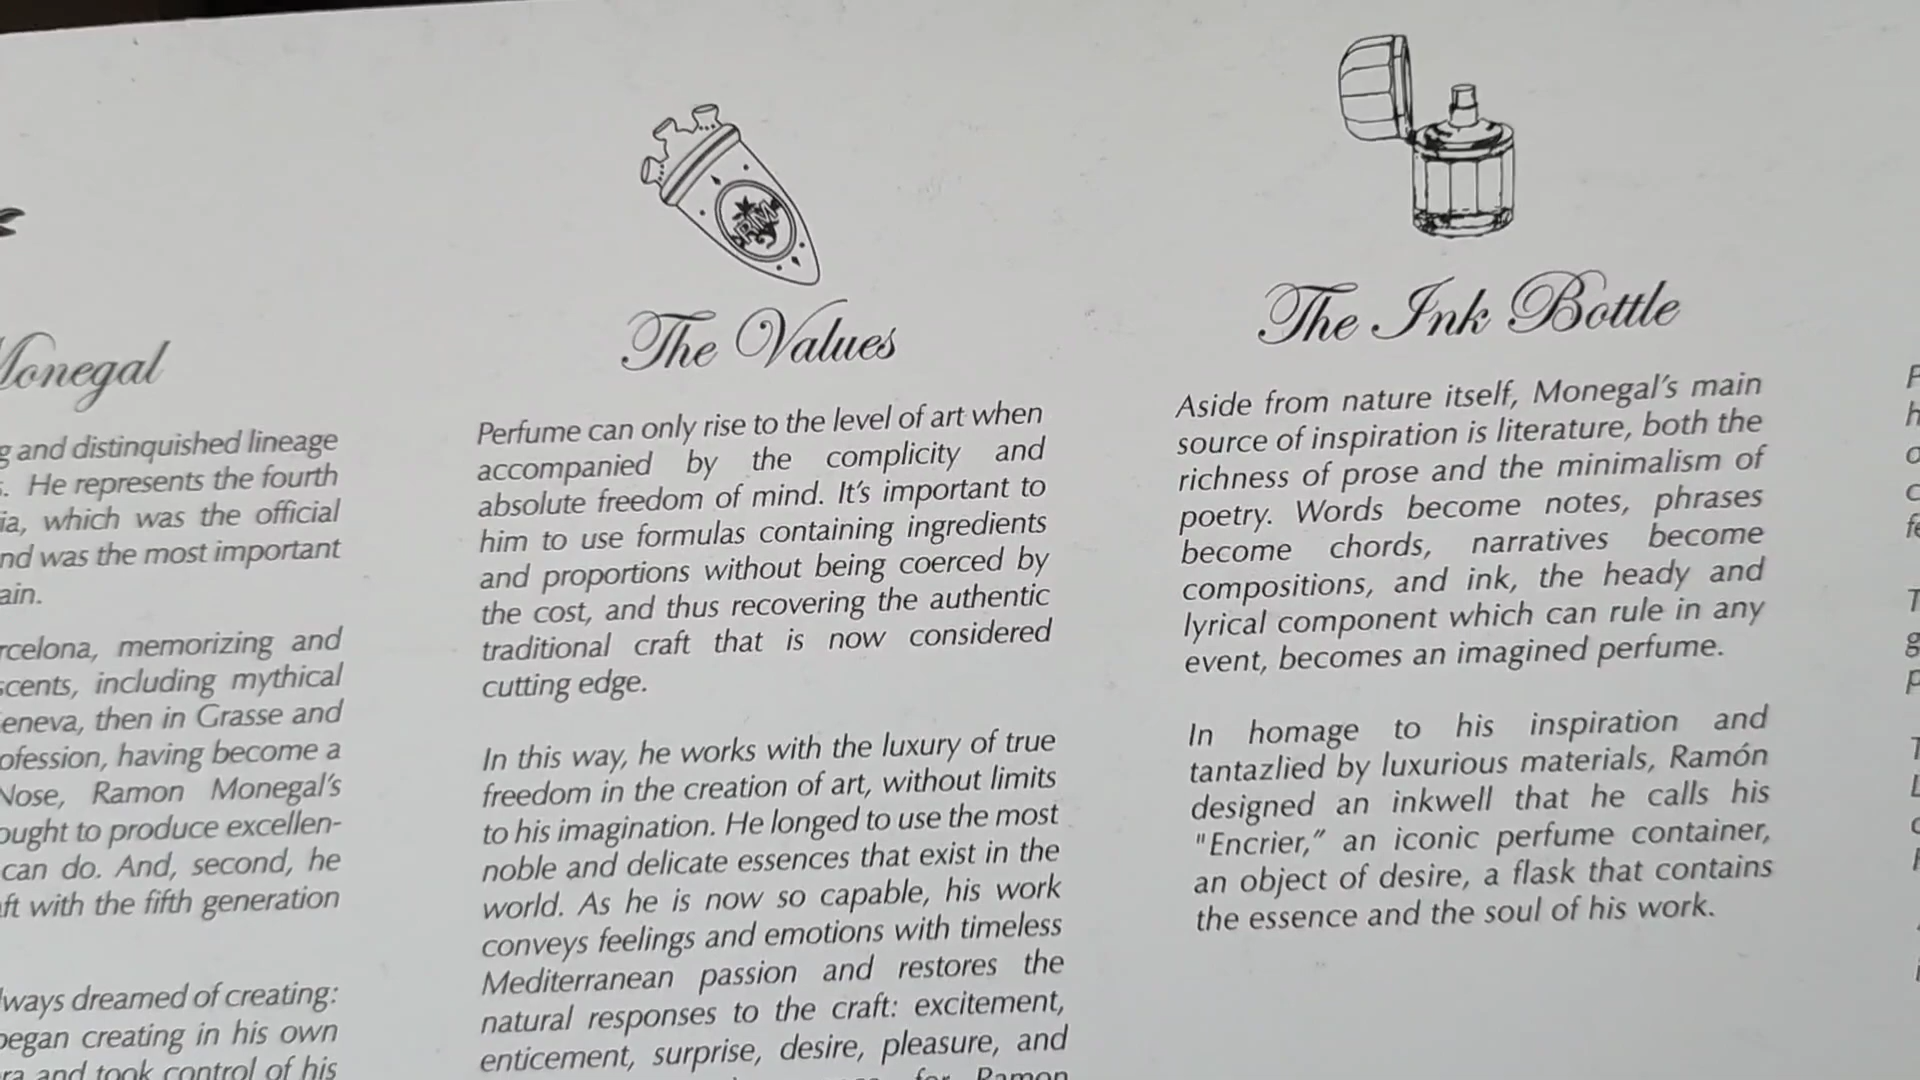 RM
Monegal
g and distinquished lineage
s. He represents the fourth
ia, which was the official
nd was the most important
ain.
rcelona, memorizing and
scents, including mythical
eneva, then in Grasse and
ofession, having become a
Nose, Ramon Monegal's
ought to produce excellen-
can do. And, second, he
aft with the fifth generation
lways dreamed of creating:
began creating in his own
ra and took control of his
The Values
Perfume can only rise to the level of art when
accompanied by the complicity and
absolute freedom of mind. It's important to
him to use formulas containing ingredients
and proportions without being coerced by
the cost, and thus recovering the authentic
traditional craft that is now considered
cutting edge.
In this way, he works with the luxury of true
freedom in the creation of art, without limits
to his imagination. He longed to use the most
noble and delicate essences that exist in the
world. As he is now so capable, his work
conveys feelings and emotions with timeless
Mediterranean passion and restores the
natural responses to the craft: excitement,
enticement, surprise, desire, pleasure, and
for Ramon
The Ink Bottle
Aside from nature itself, Monegal's main
source of inspiration is literature, both the
richness of prose and the minimalism of
poetry. Words become notes, phrases
become chords, narratives become
compositions, and ink, the heady and
lyrical component which can rule in any
event, becomes an imagined perfume.
In homage to his inspiration and
tantazlied by luxurious materials, Ramón
designed an inkwell that he calls his
"Encrier," an iconic perfume container,
an object of desire, a flask that contains
the essence and the soul of his work.